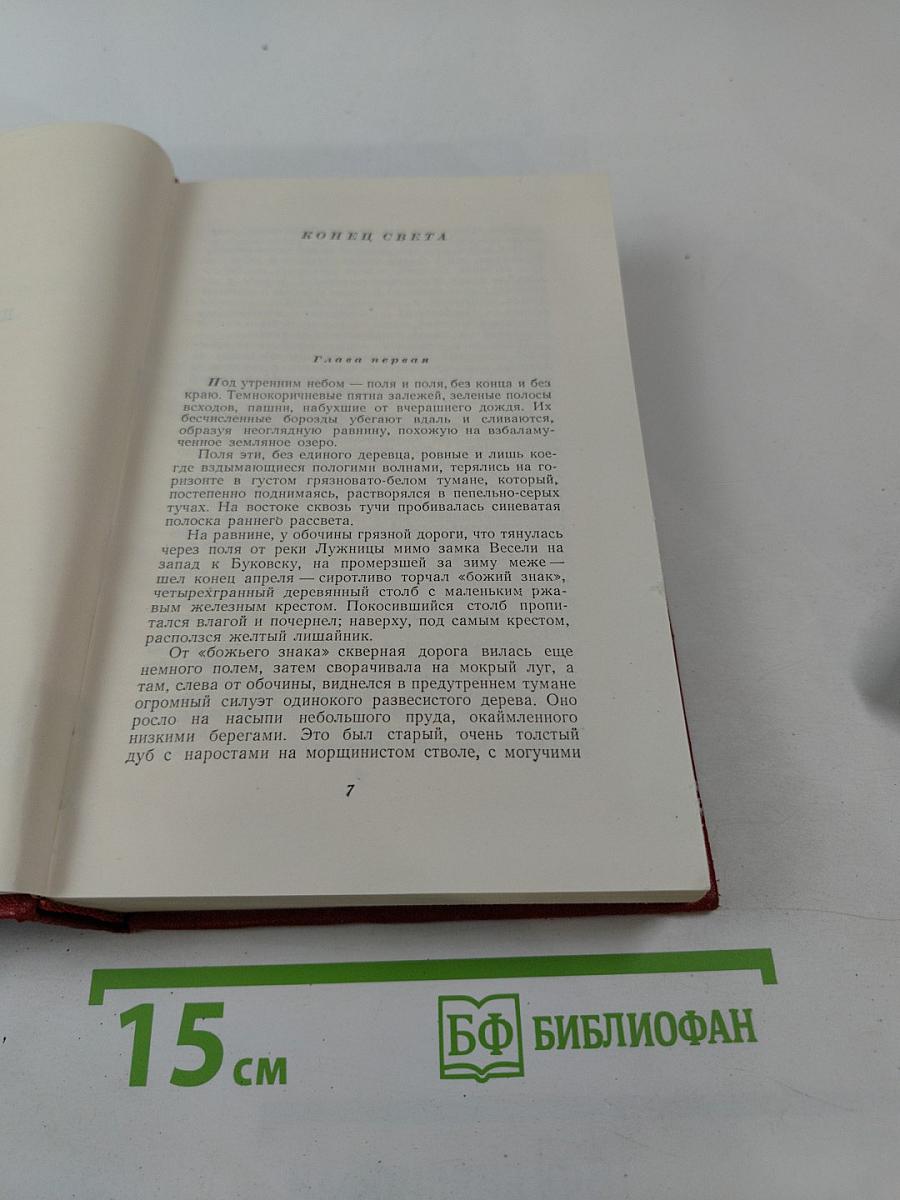 КОНЕЦ СВЕТА
Глава первая
Под утренним небом — поля и поля, без конца и без
краю. Темнокоричневые пятна залежей, зеленые полосы
всходов, пашни, набухшие от вчерашнего дождя. Их
бесчисленные борозды убегают вдаль и сливаются,
образуя неоглядную равнину, похожую на взбаламу-
ченное земляное озеро.
Поля эти, без единого деревца, ровные и лишь кое-
где вздымающиеся пологими волнами, терялись на го-
ризонте в густом грязновато-белом тумане, который,
постепенно поднимаясь, растворялся в пепельно-серых
тучах. На востоке сквозь тучи пробивалась синеватая
полоска раннего рассвета.
На равнине, у обочины грязной дороги, что тянулась
через поля от реки Лужницы мимо замка Весели на
запад к Буковску, на промерзшей за зиму меже —
шел конец апреля — сиротливо торчал «божий знак»,
четырехгранный деревянный столб с маленьким ржа-
вым железным крестом. Покосившийся столб пропи-
тался влагой и почернел; наверху, под самым крестом,
расползся желтый лишайник.
От «божьего знака» скверная дорога вилась еще
немного полем, затем сворачивала на мокрый луг, а
там, слева от обочины, виднелся в предутреннем тумане
огромный силуэт одинокого развесистого дерева. Оно
росло на насыпи небольшого пруда, окаймленного
низкими берегами. Это был старый, очень толстый
дуб с наростами на морщинистом стволе, с могучими
7
15 см
БФ БИБЛИОФАН